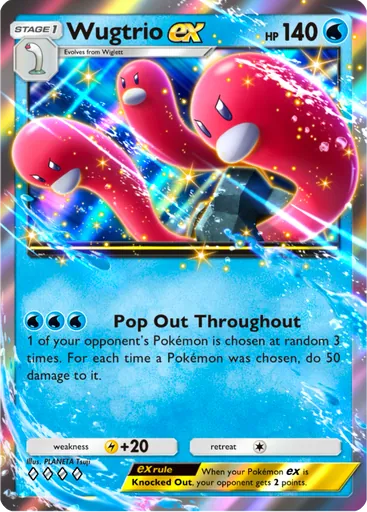 STAGE 1
Wugtrio ex
HP 140
Evolves from Wiglett
Pop Out Throughout
1 of your opponent's Pokémon is chosen at random 3
times. For each time a Pokémon was chosen, do 50
damage to it.
weakness +20
retreat
Illus. PLANETA Tsuji
ex rule
When your Pokémon ex is
Knocked Out, your opponent gets 2 points.